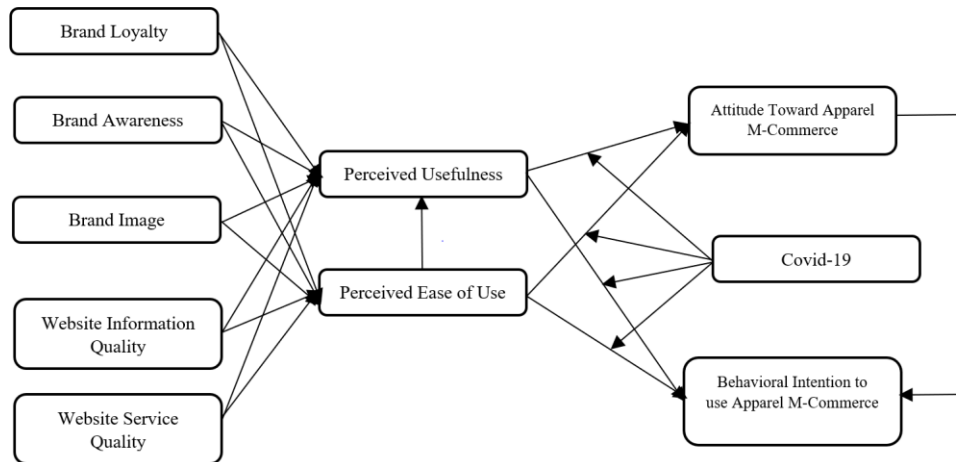 Brand Loyalty
Brand Awareness
Brand Image
Website Information
Quality
Website Service
Quality
Perceived Usefulness
Perceived Ease of Use
Attitude Toward Apparel
M-Commerce
Covid-19
Behavioral Intention to
use Apparel M-Commerce